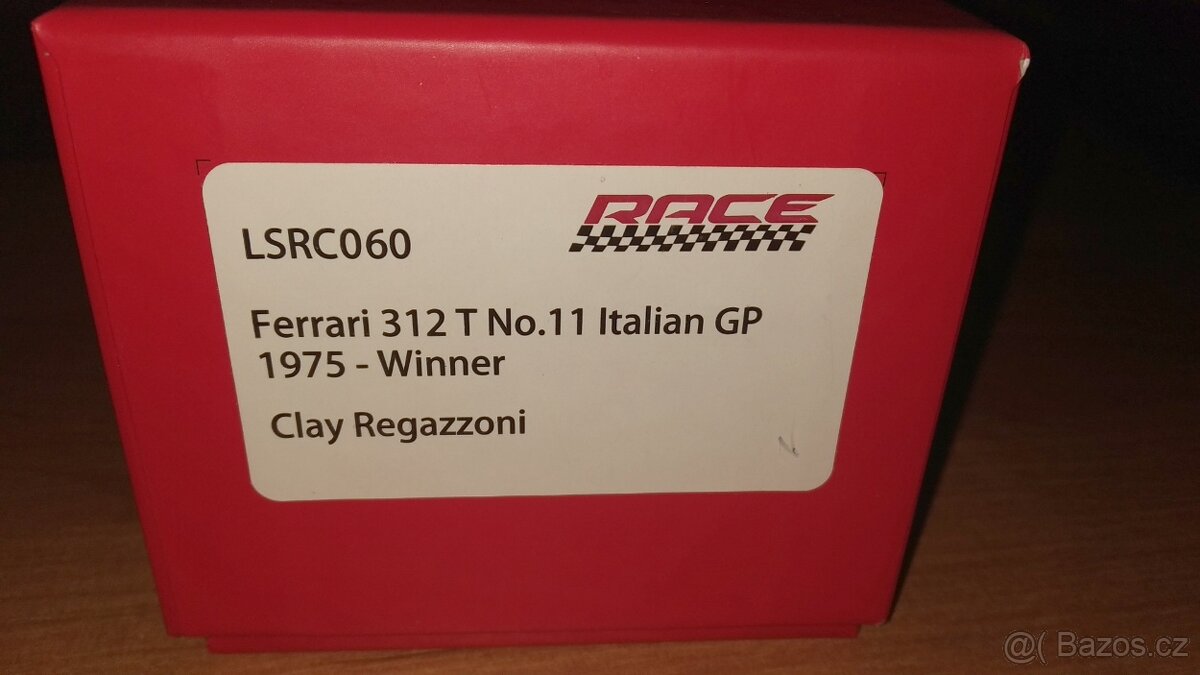 RACE
LSRC060
Ferrari 312 T No.11 Italian GP
1975 - Winner
Clay Regazzoni
@( Bazos.cz